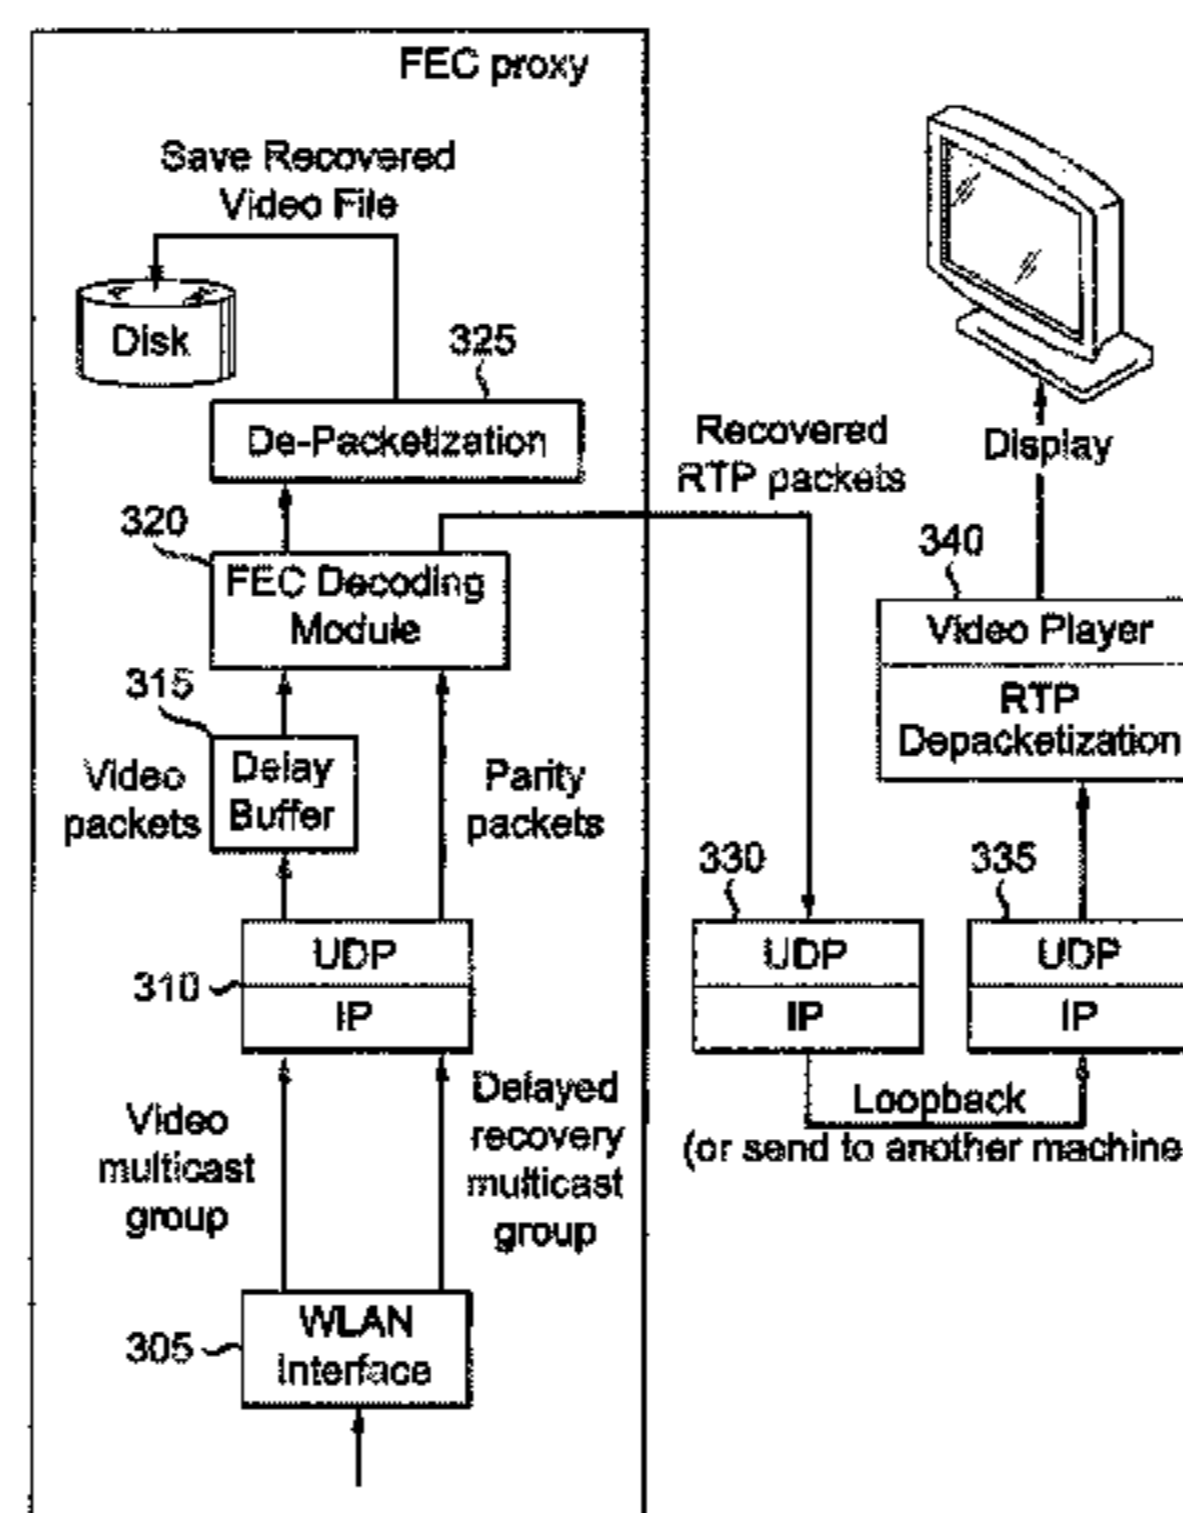 FEC proxy
Save Recovered
Video File
Disk
325
De-Packetization
Recovered
RTP packets
Display
320
FEC Decoding
Module
340
Video Player
RTP
Depacketization
315
Video
packets
Delay
Buffer
Parity
packets
330
335
UDP
IP
310
UDP
IP
UDP
IP
Loopback
(or send to another machine
Video
multicast
group
Delayed
recovery
multicast
group
305
WLAN
Interface